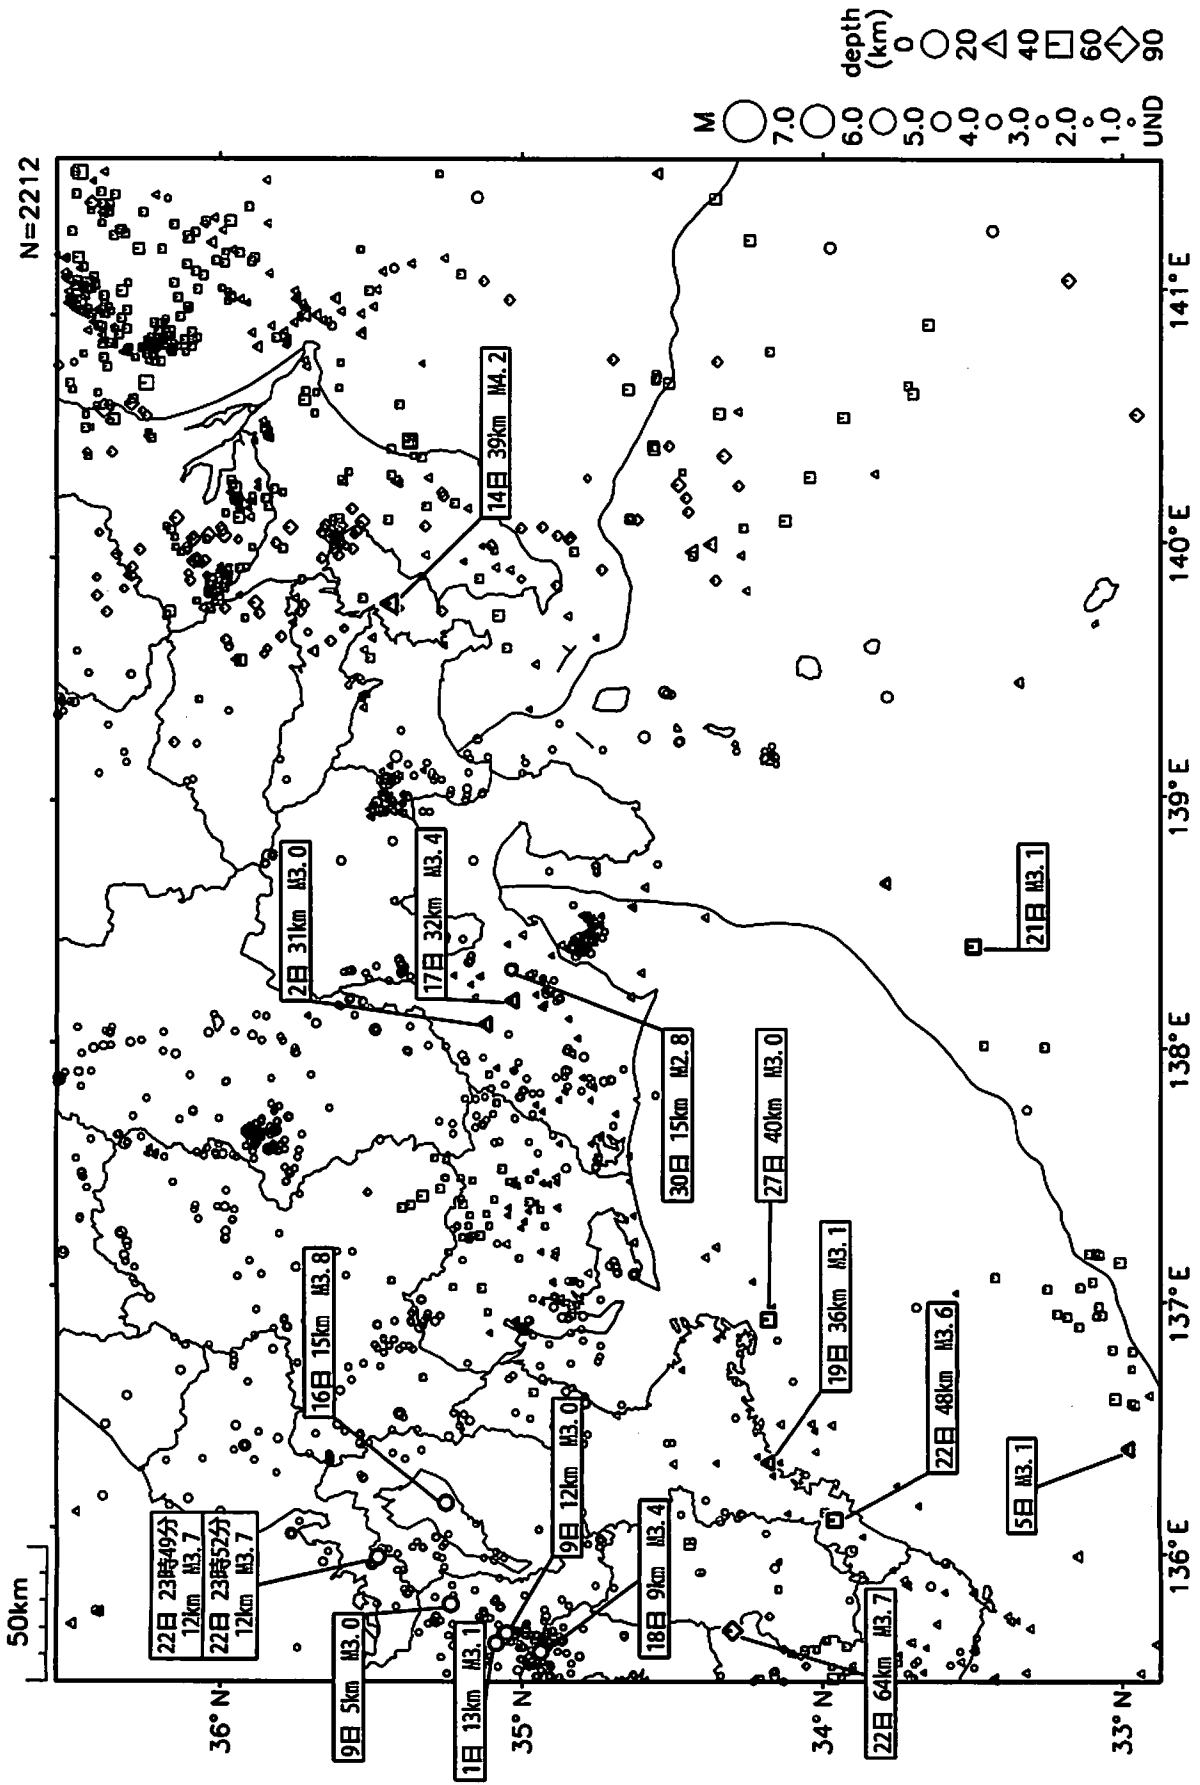 N=2212
50km
22日 23時49分
12km M3.7
22日 23時52分
12km M3.7
9日 5km M3.0
1日 13km M3.1
16日 15km M3.8
9日 12km M3.0
18日 9km M3.4
2日 31km M3.0
17日 32km M3.4
14日 39km M4.2
30日 15km M2.8
27日 40km M3.0
19日 36km M3.1
22日 48km M3.6
22日 64km M3.7
5日 M3.1
21日 M3.1
36°N
35°N
34°N
33°N
136°E
137°E
138°E
139°E
140°E
141°E
M
7.0
6.0
5.0
4.0
3.0
2.0
1.0
UND
depth
(km)
0
20
40
60
90